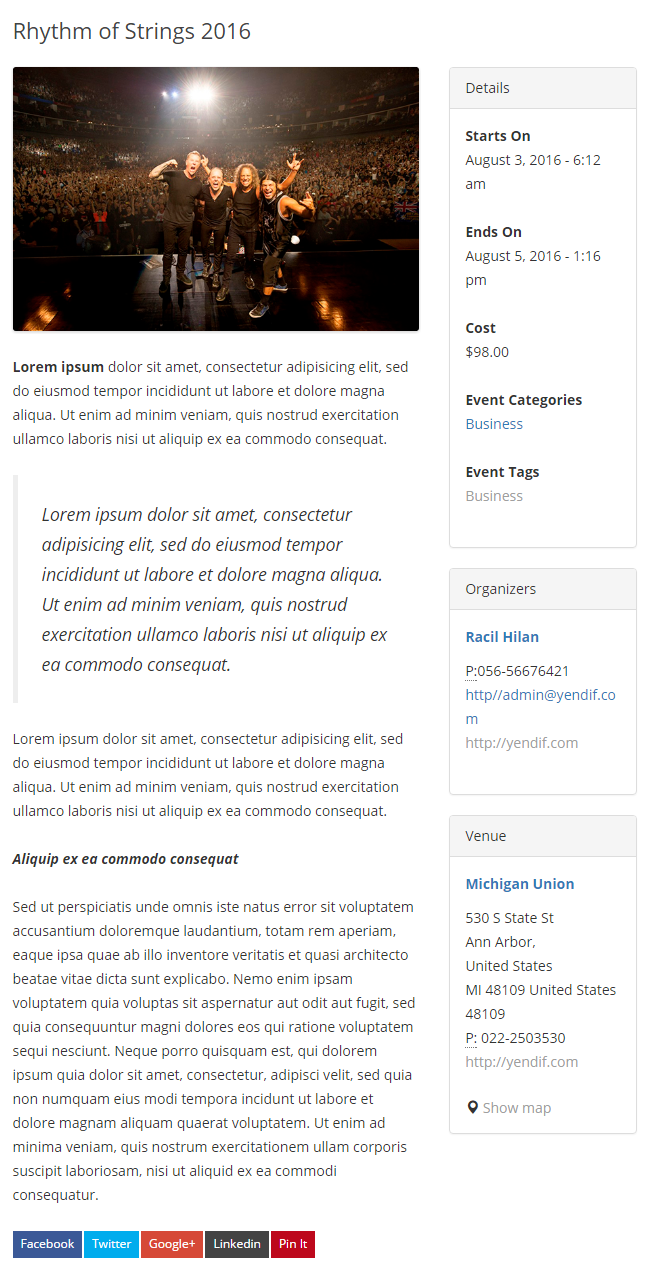 Rhythm of Strings 2016
Lorem ipsum dolor sit amet, consectetur adipisicing elit, sed
do eiusmod tempor incididunt ut labore et dolore magna
aliqua. Ut enim ad minim veniam, quis nostrud exercitation
ullamco laboris nisi ut aliquip ex ea commodo consequat.
Lorem ipsum dolor sit amet, consectetur
adipisicing elit, sed do eiusmod tempor
incididunt ut labore et dolore magna aliqua.
Ut enim ad minim veniam, quis nostrud
exercitation ullamco laboris nisi ut aliquip ex
ea commodo consequat.
Lorem ipsum dolor sit amet, consectetur adipisicing elit, sed
do eiusmod tempor incididunt ut labore et dolore magna
aliqua. Ut enim ad minim veniam, quis nostrud exercitation
ullamco laboris nisi ut aliquip ex ea commodo consequat.
Aliquip ex ea commodo consequat
Sed ut perspiciatis unde omnis iste natus error sit voluptatem
accusantium doloremque laudantium, totam rem aperiam,
eaque ipsa quae ab illo inventore veritatis et quasi architecto
beatae vitae dicta sunt explicabo. Nemo enim ipsam
voluptatem quia voluptas sit aspernatur aut odit aut fugit, sed
quia consequuntur magni dolores eos qui ratione voluptatem
sequi nesciunt. Neque porro quisquam est, qui dolorem
ipsum quia dolor sit amet, consectetur, adipisci velit, sed quia
non numquam eius modi tempora incidunt ut labore et
dolore magnam aliquam quaerat voluptatem. Ut enim ad
minima veniam, quis nostrum exercitationem ullam corporis
suscipit laboriosam, nisi ut aliquid ex ea commodi
consequatur.
Facebook Twitter Google+ Linkedin Pin It
Details
Starts On
August 3, 2016 - 6:12
am
Ends On
August 5, 2016 - 1:16
pm
Cost
$98.00
Event Categories
Business
Event Tags
Business
Organizers
Racil Hilan
P:056-56676421
http//admin@yendif.co
m
http://yendif.com
Venue
Michigan Union
530 S State St
Ann Arbor,
United States
MI 48109 United States
48109
P: 022-2503530
http://yendif.com
Show map